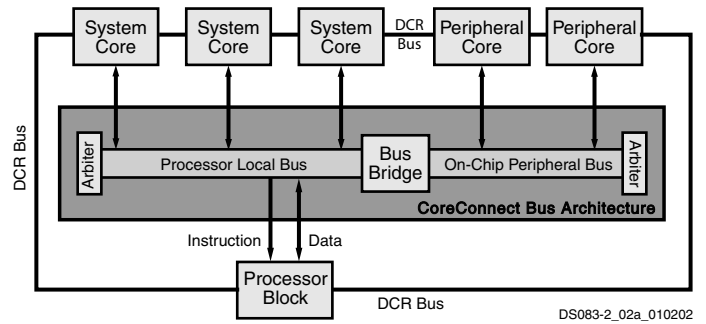 System
Core
System
Core
System
Core
DCR
Bus
Peripheral
Core
Peripheral
Core
DCR Bus
Arbiter
Processor Local Bus
Bus
Bridge
On-Chip Peripheral Bus
Arbiter
CoreConnect Bus Architecture
Instruction
Data
Processor
Block
DCR Bus
DS083-2_02a_010202